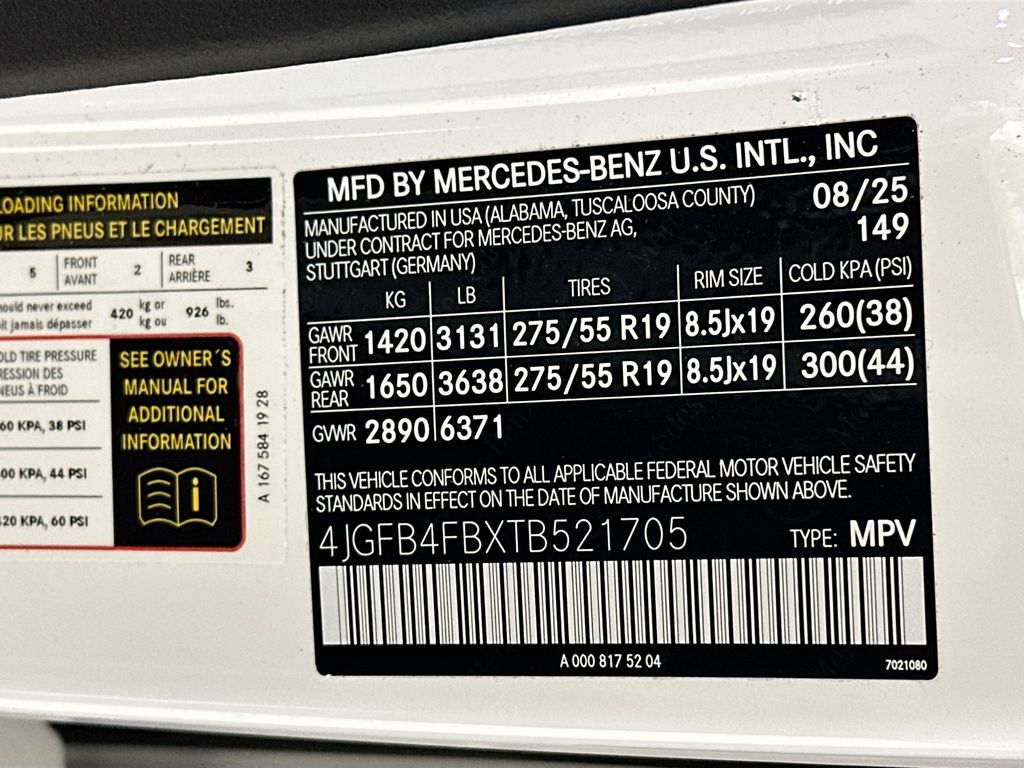 LOADING INFORMATION
UR LES PNEUS ET LE CHARGEMENT
5 FRONT AVANT 2 REAR ARRIÈRE 3
hould never exceed 420 kg or 926 lbs.
it jamais dépasser kg ou lb.
OLD TIRE PRESSURE
RESSION DES
NEUS À FROID
60 KPA, 38 PSI
00 KPA, 44 PSI
420 KPA, 60 PSI
SEE OWNER´S
MANUAL FOR
ADDITIONAL
INFORMATION
i
A 167 584 19 28
MFD BY MERCEDES-BENZ U.S. INTL., INC
MANUFACTURED IN USA (ALABAMA, TUSCALOOSA COUNTY) 08/25
UNDER CONTRACT FOR MERCEDES-BENZ AG, 149
STUTTGART (GERMANY)
KG LB TIRES RIM SIZE COLD KPA (PSI)
GAWR FRONT 1420 3131 275/55 R19 8.5Jx19 260(38)
GAWR REAR 1650 3638 275/55 R19 8.5Jx19 300(44)
GVWR 2890 6371
THIS VEHICLE CONFORMS TO ALL APPLICABLE FEDERAL MOTOR VEHICLE SAFETY
STANDARDS IN EFFECT ON THE DATE OF MANUFACTURE SHOWN ABOVE.
4JGFB4FBXTB521705 TYPE: MPV
A 000 817 52 04 7021080